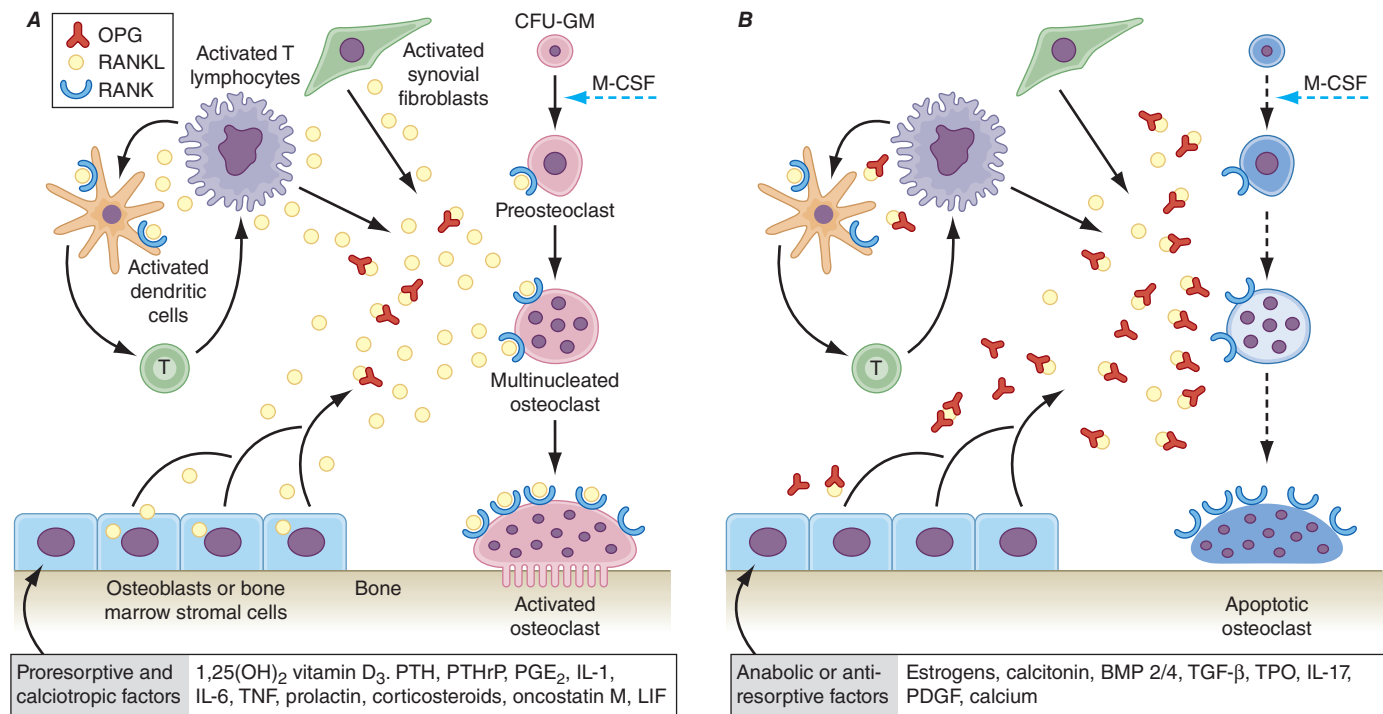 A
OPG
RANKL
RANK
Activated T
lymphocytes
Activated
synovial
fibroblasts
CFU-GM
M-CSF
Preosteoclast
Activated
dendritic
cells
T
Multinucleated
osteoclast
Osteoblasts or bone
marrow stromal cells
Bone
Activated
osteoclast
Proresorptive and
calciotropic factors
1,25(OH)2 vitamin D3. PTH, PTHrP, PGE2, IL-1,
IL-6, TNF, prolactin, corticosteroids, oncostatin M, LIF
B
M-CSF
T
Apoptotic
osteoclast
Anabolic or anti-
resorptive factors
Estrogens, calcitonin, BMP 2/4, TGF-β, TPO, IL-17,
PDGF, calcium